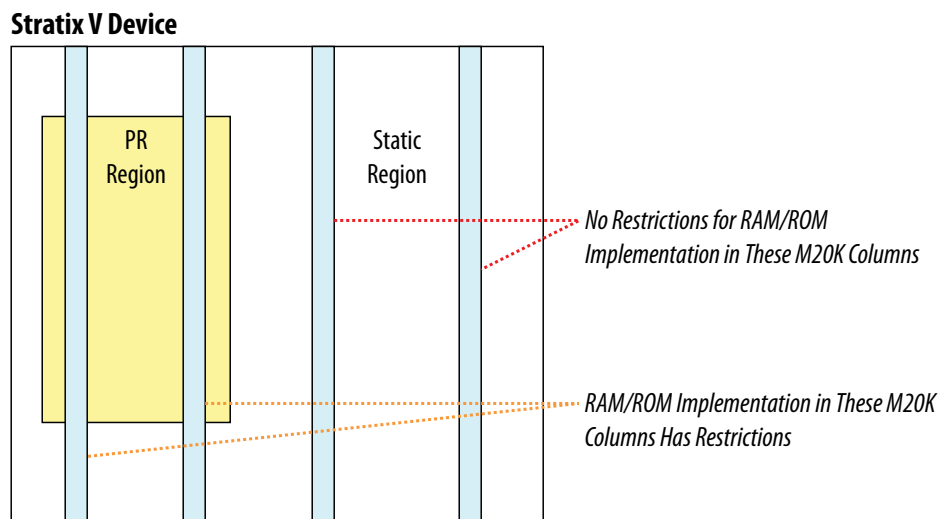 Stratix V Device
PR
Region
Static
Region
No Restrictions for RAM/ROM
Implementation in These M20K Columns
RAM/ROM Implementation in These M20K
Columns Has Restrictions